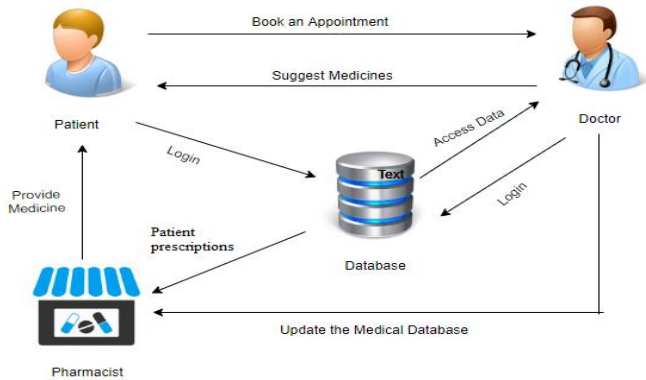 Book an Appointment
Suggest Medicines
Patient
Doctor
Login
Access Data
Text
Login
Provide
Medicine
Patient
prescriptions
Database
Update the Medical Database
Pharmacist